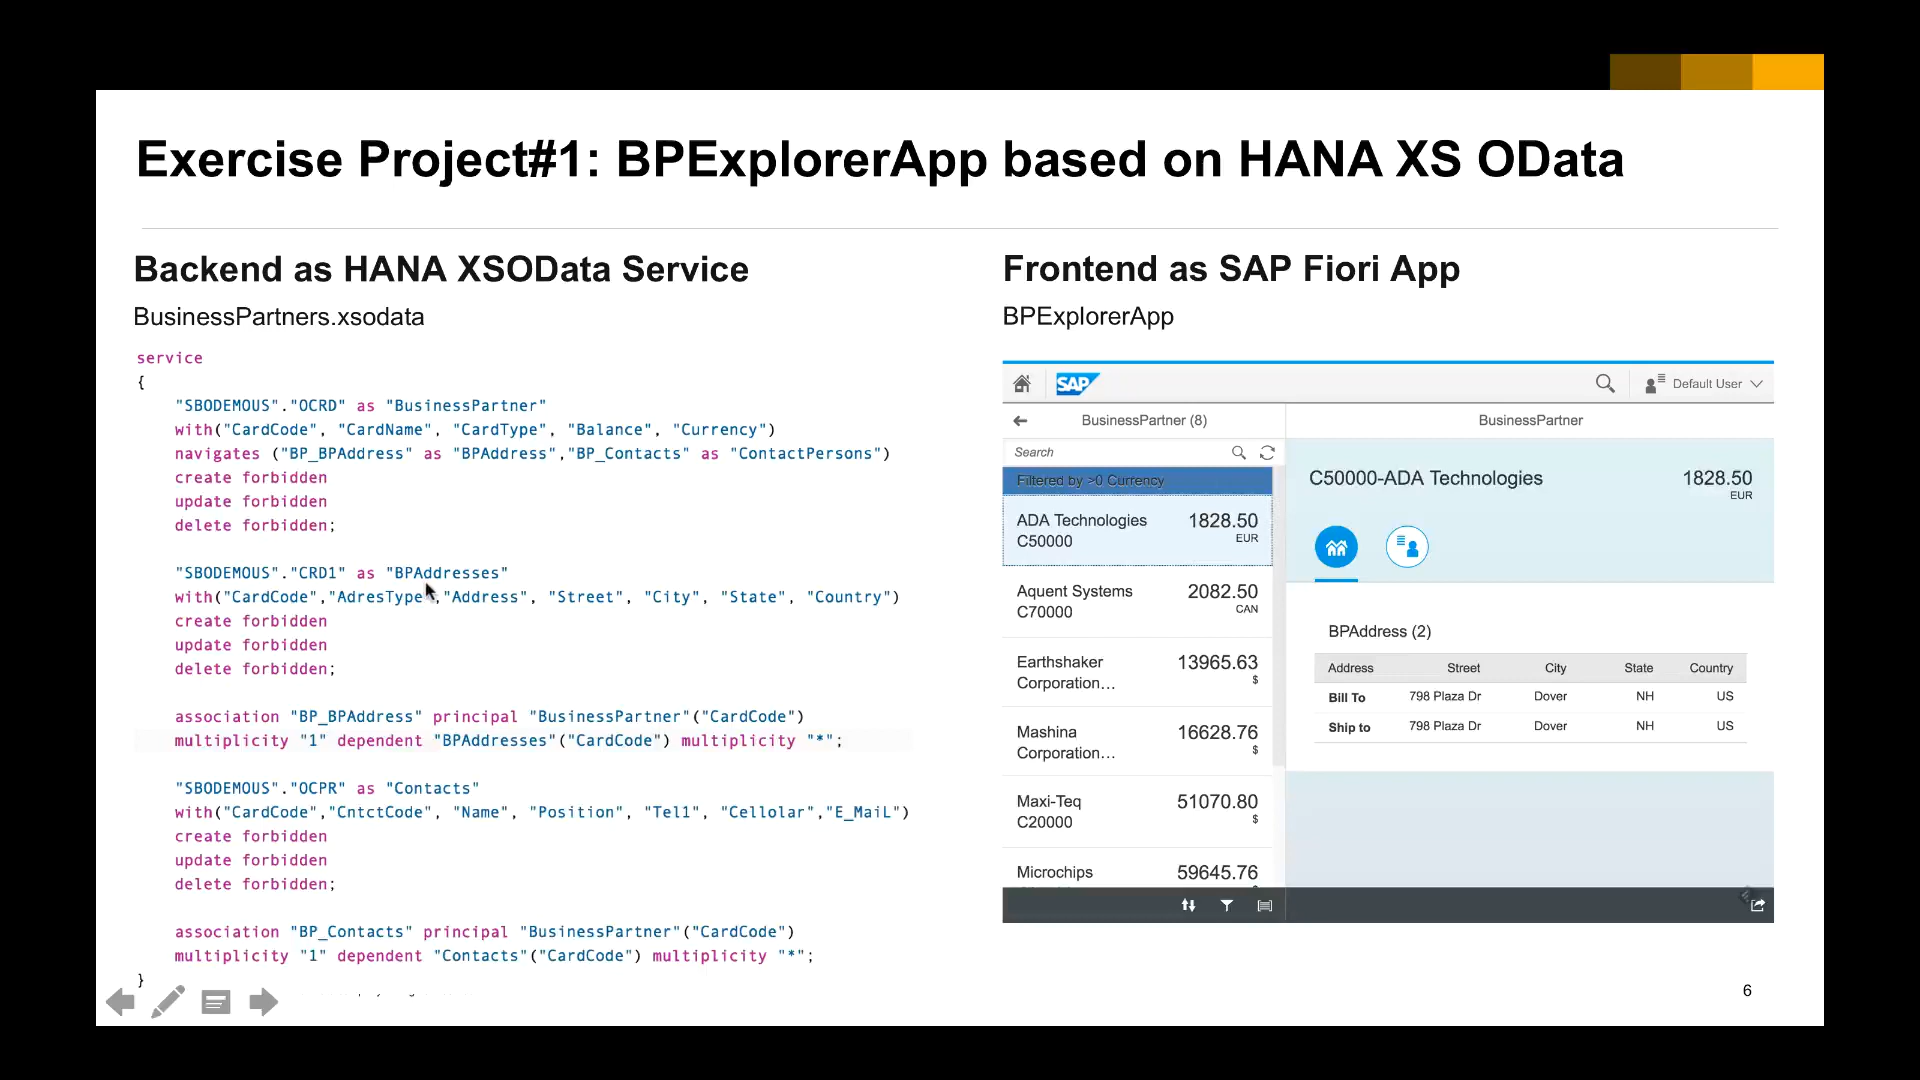 Exercise Project#1: BPExplorerApp based on HANA XS OData
Backend as HANA XSOData Service
BusinessPartners.xsodata
service
{
"SBODEMOUS"."OCRD" as "BusinessPartner"
with("CardCode", "CardName", "CardType", "Balance", "Currency")
navigates ("BP_BPAddress" as "BPAddress","BP_Contacts" as "ContactPersons")
create forbidden
update forbidden
delete forbidden;
"SBODEMOUS"."CRD1" as "BPAddresses"
with("CardCode","AdresType","Address", "Street", "City", "State", "Country")
create forbidden
update forbidden
delete forbidden;
association "BP_BPAddress" principal "BusinessPartner"("CardCode")
multiplicity "1" dependent "BPAddresses"("CardCode") multiplicity "*";
"SBODEMOUS"."OCPR" as "Contacts"
with("CardCode","CntctCode", "Name", "Position", "Tel1", "Cellolar","E_MaiL")
create forbidden
update forbidden
delete forbidden;
association "BP_Contacts" principal "BusinessPartner"("CardCode")
multiplicity "1" dependent "Contacts"("CardCode") multiplicity "*";
}
Frontend as SAP Fiori App
BPExplorerApp
SAP
Default User
BusinessPartner (8)
BusinessPartner
Search
Filtered by >0 Currency
ADA Technologies 1828.50
C50000 EUR
Aquent Systems 2082.50
C70000 CAN
Earthshaker 13965.63
Corporation… $
Mashina 16628.76
Corporation… $
Maxi-Teq 51070.80
C20000 $
Microchips 59645.76
C50000-ADA Technologies 1828.50
EUR
BPAddress (2)
Address Street City State Country
Bill To 798 Plaza Dr Dover NH US
Ship to 798 Plaza Dr Dover NH US
6